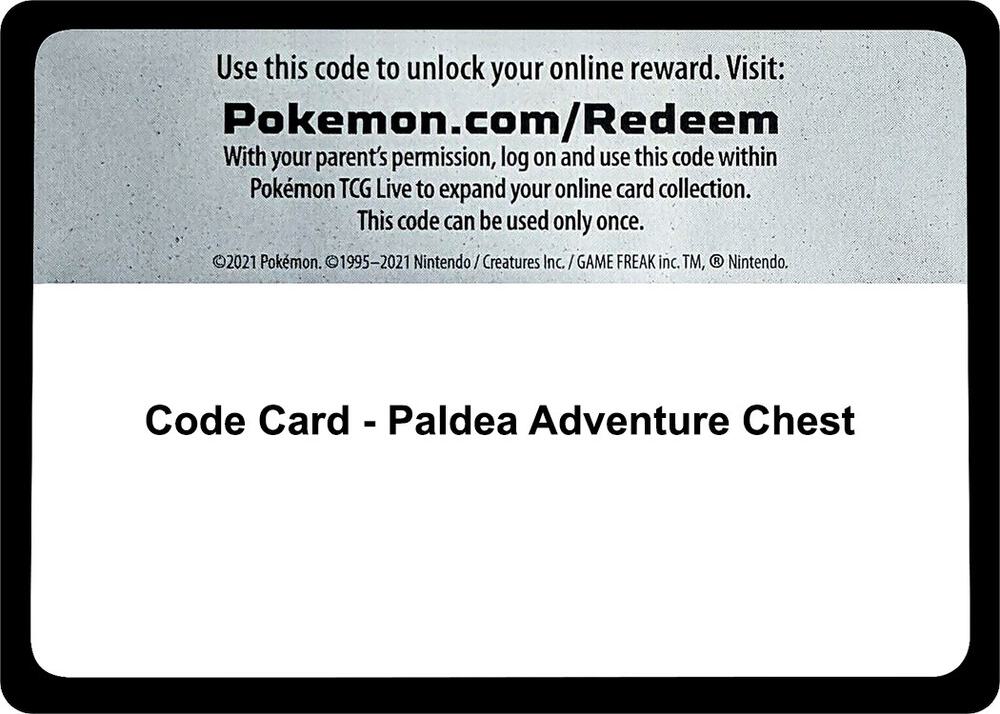 Use this code to unlock your online reward. Visit:
Pokemon.com/Redeem
With your parent's permission, log on and use this code within
Pokémon TCG Live to expand your online card collection.
This code can be used only once.
©2021 Pokémon. ©1995–2021 Nintendo / Creatures Inc. / GAME FREAK inc. TM, ® Nintendo.
Code Card - Paldea Adventure Chest